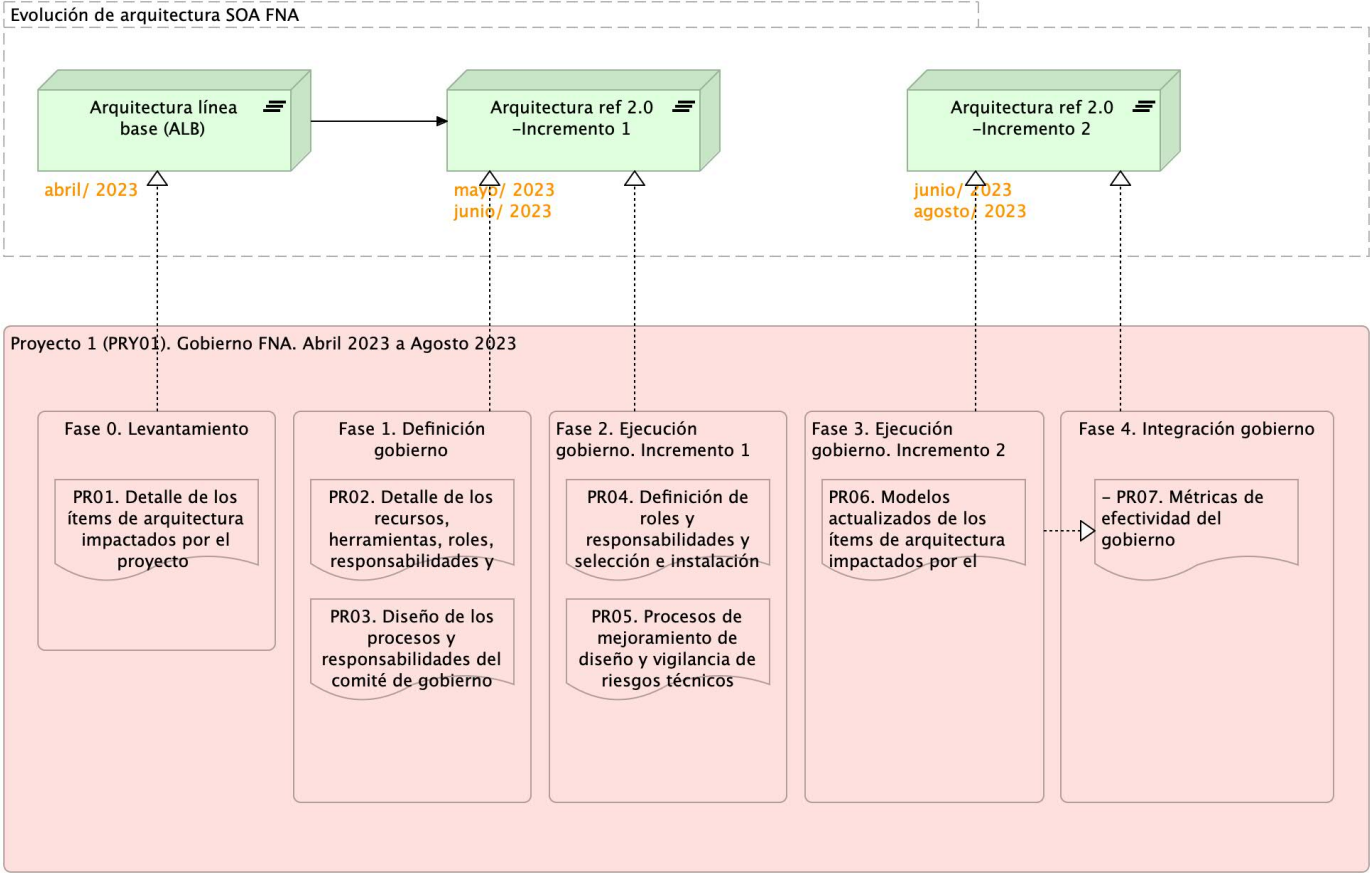 Evolución de arquitectura SOA FNA
Arquitectura línea
base (ALB)
Arquitectura ref 2.0
-Incremento 1
Arquitectura ref 2.0
-Incremento 2
abril/ 2023
mayo/ 2023
junio/ 2023
junio/ 2023
agosto/ 2023
Proyecto 1 (PRY01). Gobierno FNA. Abril 2023 a Agosto 2023
Fase 0. Levantamiento
PR01. Detalle de los
ítems de arquitectura
impactados por el
proyecto
Fase 1. Definición
gobierno
PR02. Detalle de los
recursos,
herramientas, roles,
responsabilidades y
PR03. Diseño de los
procesos y
responsabilidades del
comité de gobierno
Fase 2. Ejecución
gobierno. Incremento 1
PR04. Definición de
roles y
responsabilidades y
selección e instalación
PR05. Procesos de
mejoramiento de
diseño y vigilancia de
riesgos técnicos
Fase 3. Ejecución
gobierno. Incremento 2
PR06. Modelos
actualizados de los
ítems de arquitectura
impactados por el
Fase 4. Integración gobierno
- PR07. Métricas de
efectividad del
gobierno